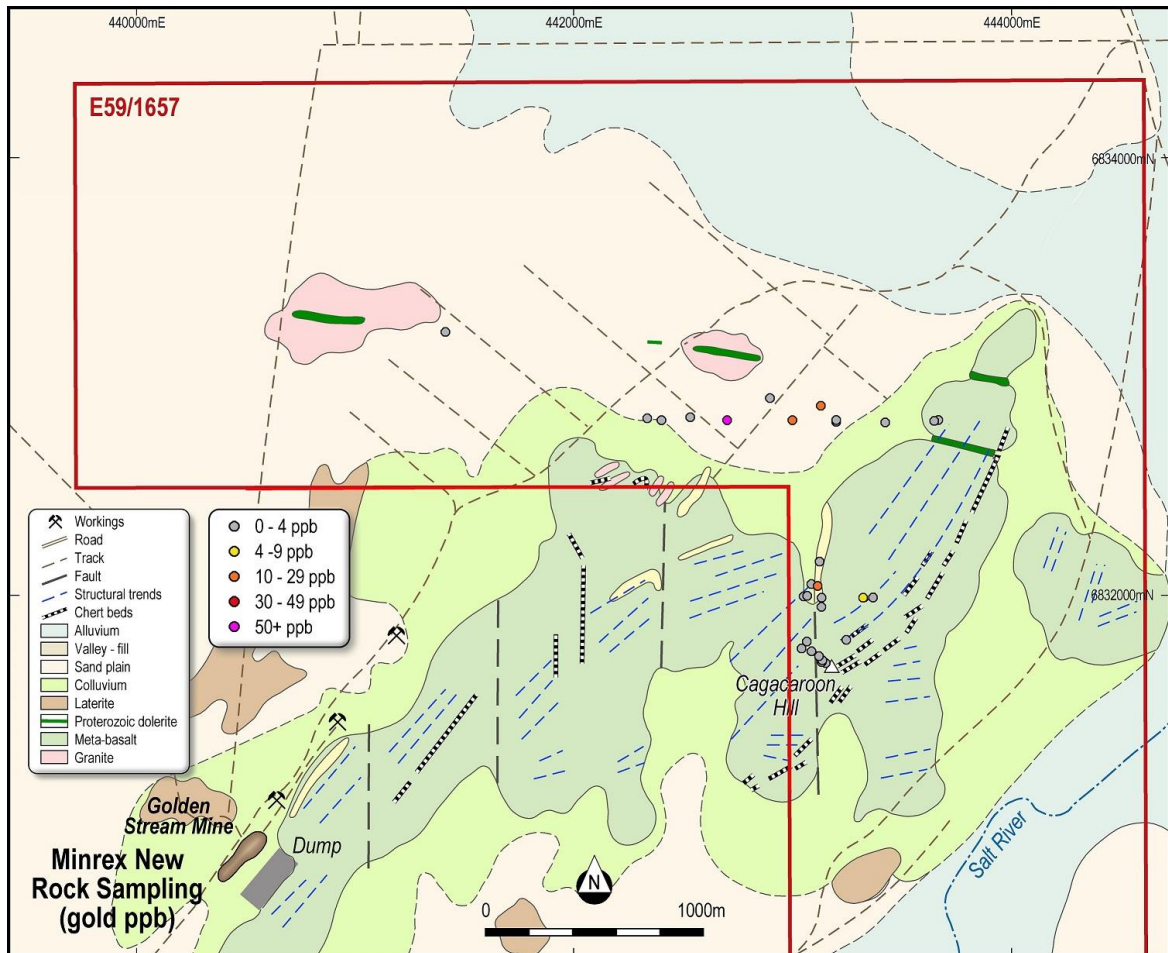 440000mE
442000mE
444000mE
E59/1657
6834000mN
Workings
Road
Track
Fault
Structural trends
Chert beds
Alluvium
Valley - fill
Sand plain
Colluvium
Laterite
Proterozoic dolerite
Meta-basalt
Granite
0 - 4 ppb
4 -9 ppb
10 - 29 ppb
30 - 49 ppb
50+ ppb
6832000mN
Cagacaroon
Hill
Golden
Stream Mine
Dump
Minrex New
Rock Sampling
(gold ppb)
Salt River
N
0
1000m